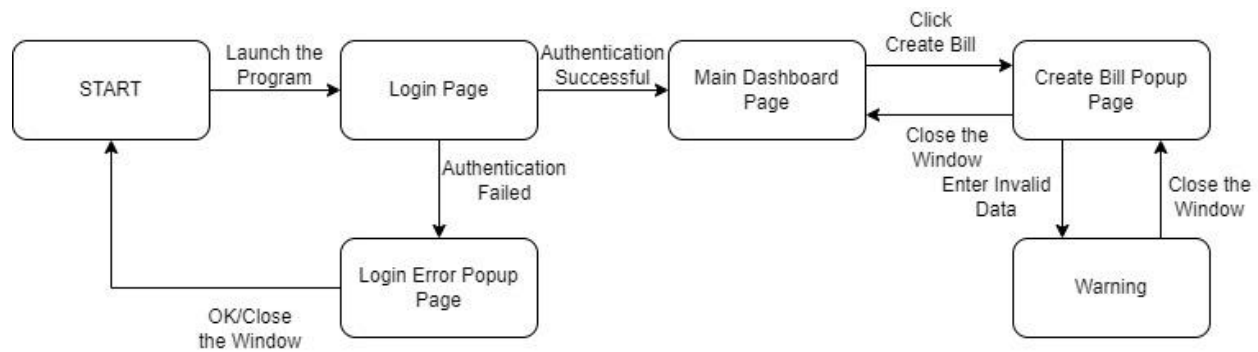 START
Launch the
Program
Login Page
Authentication
Successful
Main Dashboard
Page
Click
Create Bill
Create Bill Popup
Page
Close the
Window
Authentication
Failed
Enter Invalid
Data
Close the
Window
Login Error Popup
Page
Warning
OK/Close
the Window